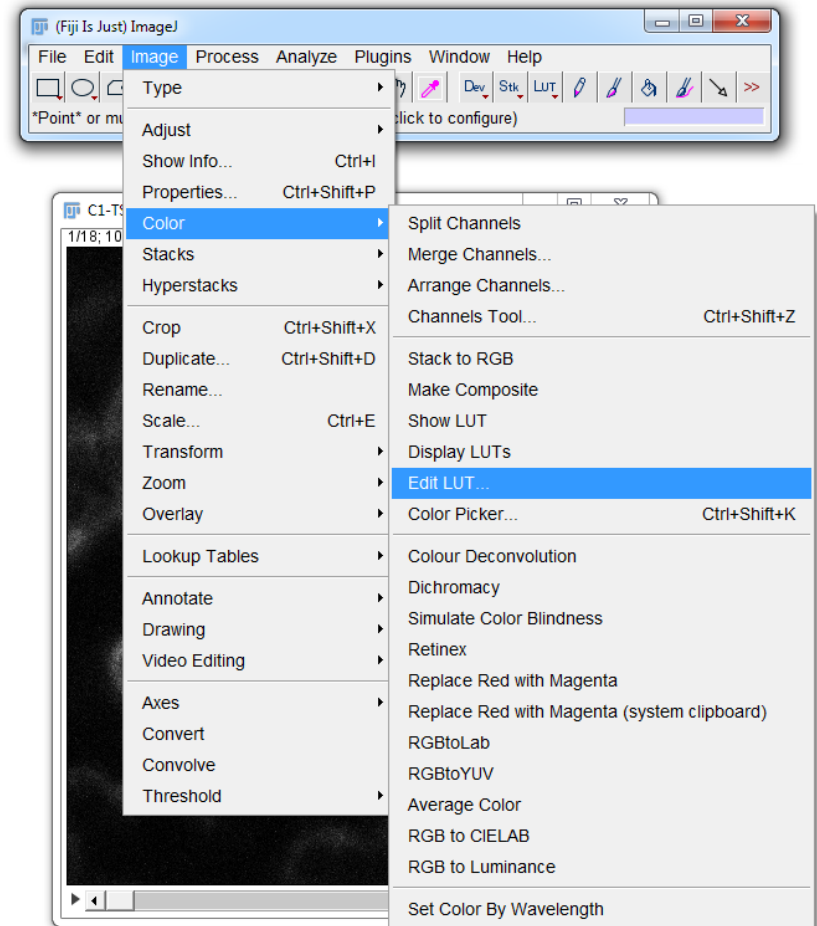 (Fiji Is Just) ImageJ
File Edit Image Process Analyze Plugins Window Help
Dev Stk LUT >>
*Point* or click to configure)
Type
Adjust
Show Info... Ctrl+I
Properties... Ctrl+Shift+P
Color
Stacks
Hyperstacks
Crop Ctrl+Shift+X
Duplicate... Ctrl+Shift+D
Rename...
Scale... Ctrl+E
Transform
Zoom
Overlay
Lookup Tables
Annotate
Drawing
Video Editing
Axes
Convert
Convolve
Threshold
C1-TS
1/18; 10
Split Channels
Merge Channels...
Arrange Channels...
Channels Tool... Ctrl+Shift+Z
Stack to RGB
Make Composite
Show LUT
Display LUTs
Edit LUT...
Color Picker... Ctrl+Shift+K
Colour Deconvolution
Dichromacy
Simulate Color Blindness
Retinex
Replace Red with Magenta
Replace Red with Magenta (system clipboard)
RGBtoLab
RGBtoYUV
Average Color
RGB to CIELAB
RGB to Luminance
Set Color By Wavelength